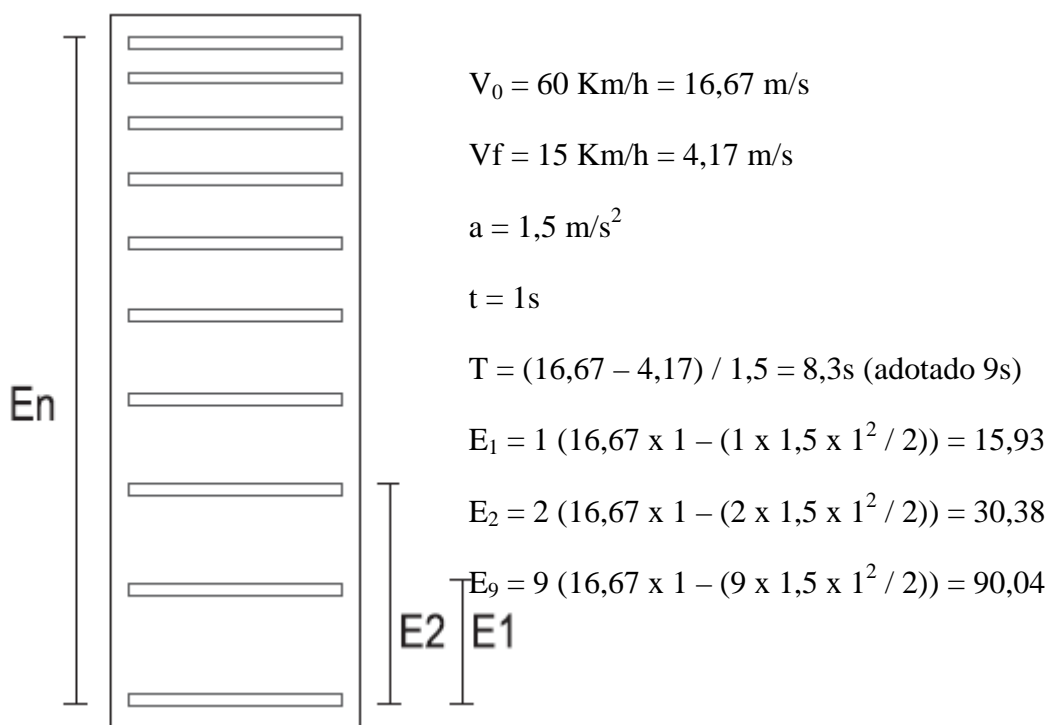 V₀ = 60 Km/h = 16,67 m/s
Vf = 15 Km/h = 4,17 m/s
a = 1,5 m/s²
t = 1s
T = (16,67 – 4,17) / 1,5 = 8,3s (adotado 9s)
E₁ = 1 (16,67 x 1 – (1 x 1,5 x 1² / 2)) = 15,93
E₂ = 2 (16,67 x 1 – (2 x 1,5 x 1² / 2)) = 30,38
E₉ = 9 (16,67 x 1 – (9 x 1,5 x 1² / 2)) = 90,04
En
E2
E1